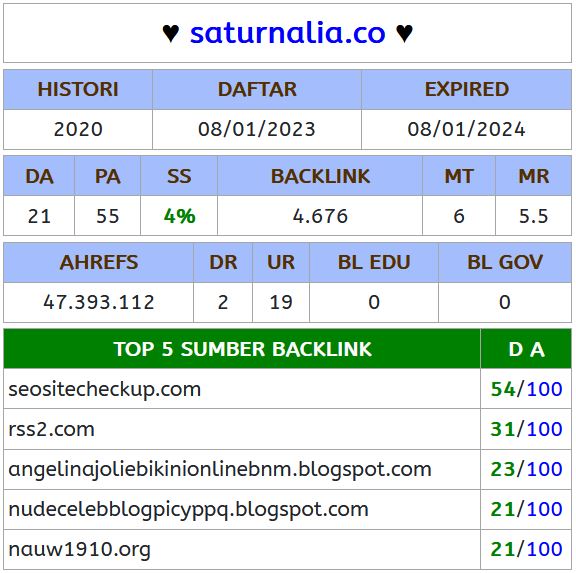 ♥ saturnalia.co ♥
HISTORI DAFTAR EXPIRED
2020 08/01/2023 08/01/2024
DA PA SS BACKLINK MT MR
21 55 4% 4.676 6 5.5
AHREFS DR UR BL EDU BL GOV
47.393.112 2 19 0 0
TOP 5 SUMBER BACKLINK D A
seositecheckup.com 54/100
rss2.com 31/100
angelinajoliebikinionlinebnm.blogspot.com 23/100
nudecelebblogpicyppq.blogspot.com 21/100
nauw1910.org 21/100